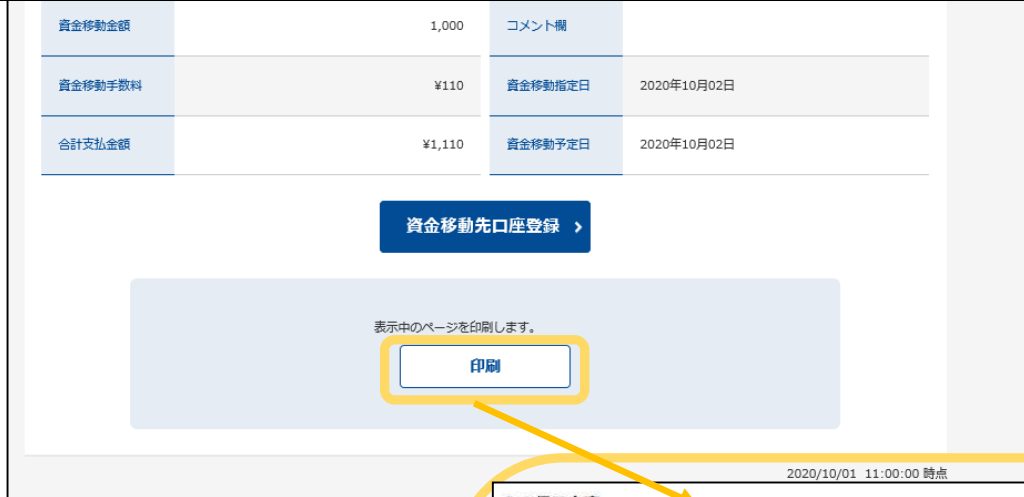 資金移動金額 1,000 コメント欄
資金移動手数料 ¥110 資金移動指定日 2020年10月02日
合計支払金額 ¥1,110 資金移動予定日 2020年10月02日
資金移動先口座登録
表示中のページを印刷します。
印刷
2020/10/01 11:00:00 時点